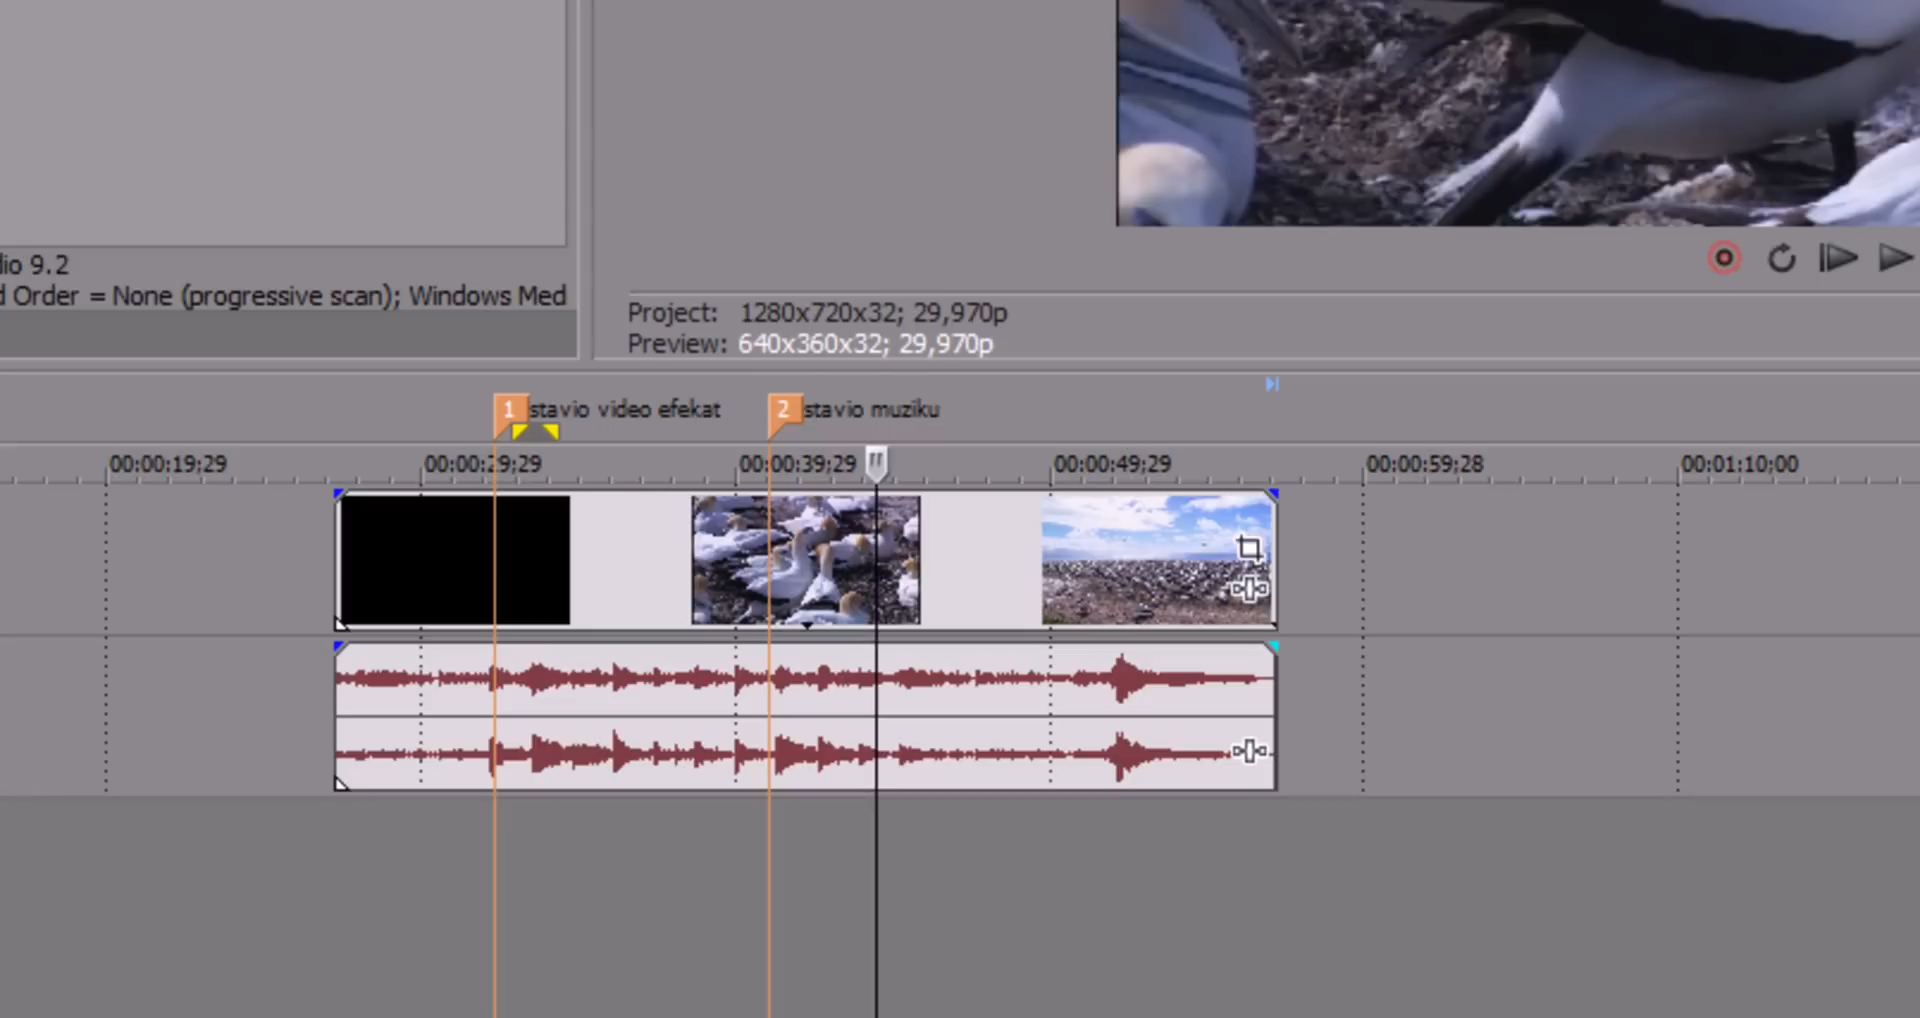 dio 9.2
d Order = None (progressive scan); Windows Med
Project: 1280x720x32; 29,970p
Preview: 640x360x32; 29,970p
1 stavio video efekat 2 stavio muziku
00:00:19;29 00:00:29;29 00:00:39;29 00:00:49;29 00:00:59;28 00:01:10;00